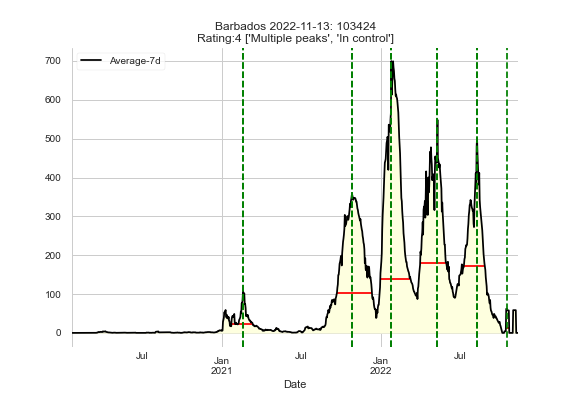 Barbados 2022-11-13: 103424
Rating:4 ['Multiple peaks', 'In control']
Average-7d
700
600
500
400
300
200
100
0
Jul
Jan
2021
Jul
Jan
2022
Jul
Date